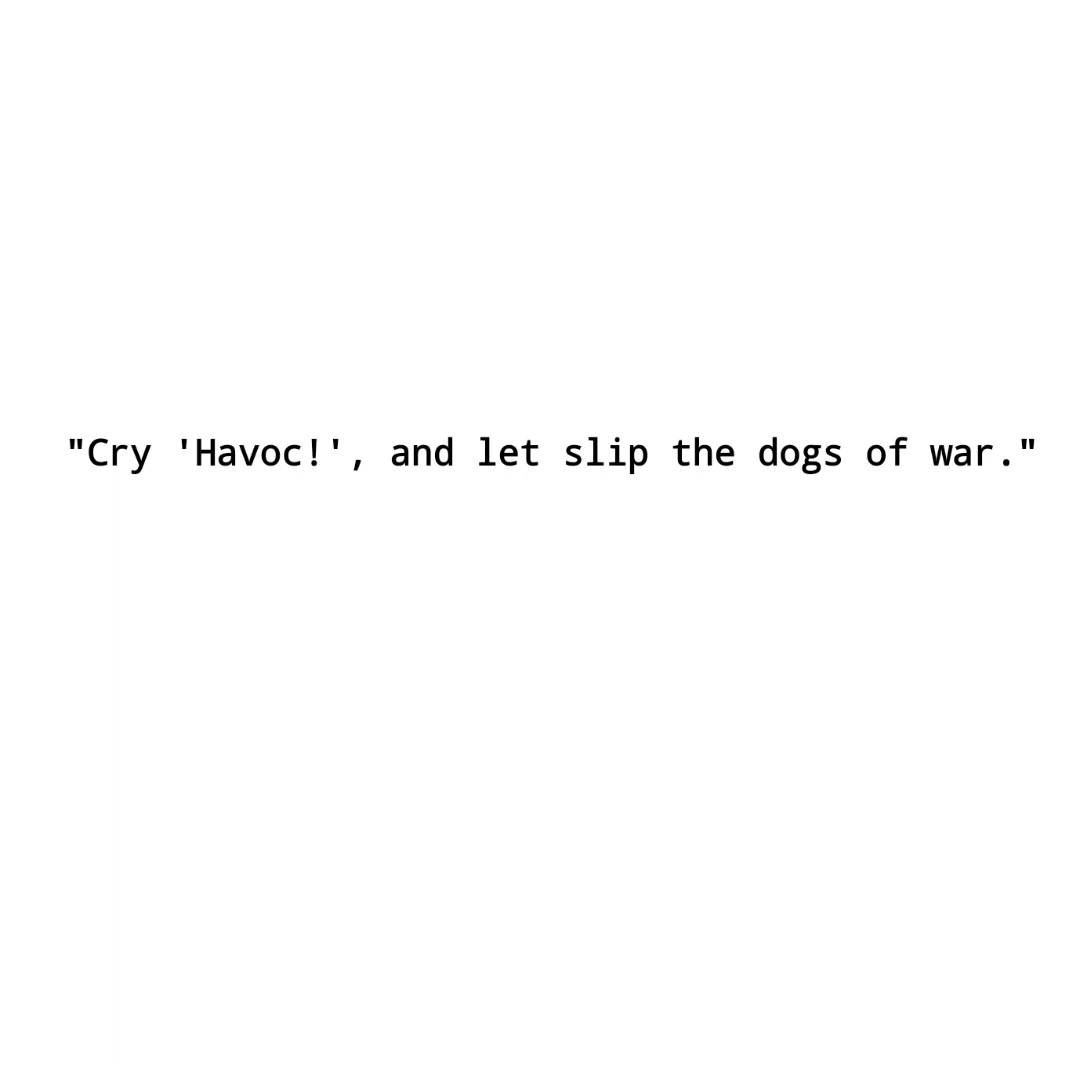 "Cry 'Havoc!', and let slip the dogs of war."